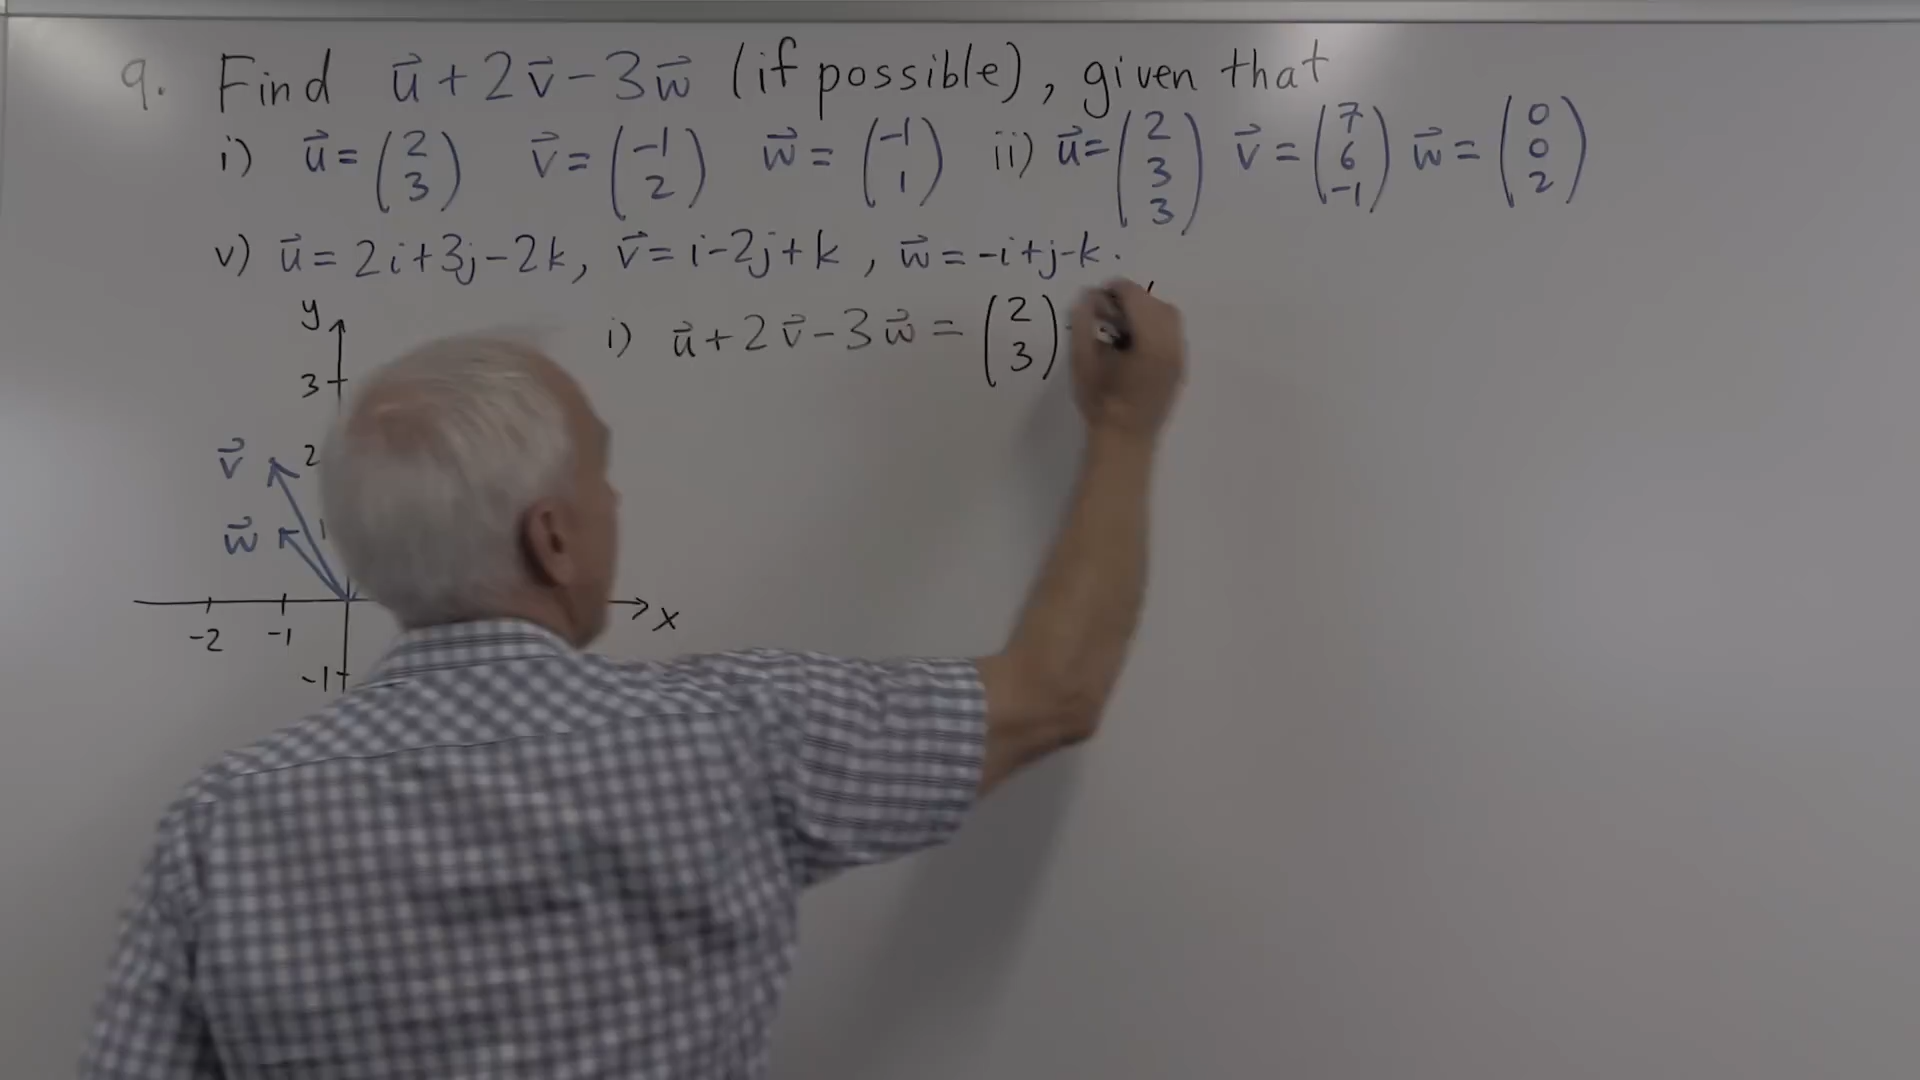 9. Find u⃗ + 2v⃗ - 3w⃗ (if possible), given that
i) u⃗ = (2 3) v⃗ = (-1 2) w⃗ = (-1 1) ii) u⃗ = (2 3 3) v⃗ = (7 6 -1) w⃗ = (0 0 2)
v) u⃗ = 2i+3j-2k, v⃗ = i-2j+k, w⃗ = -i+j-k.
i) u⃗ + 2v⃗ - 3w⃗ = (2 3)
y
3
v⃗ 2
w⃗ 1
x
-2 -1
-1